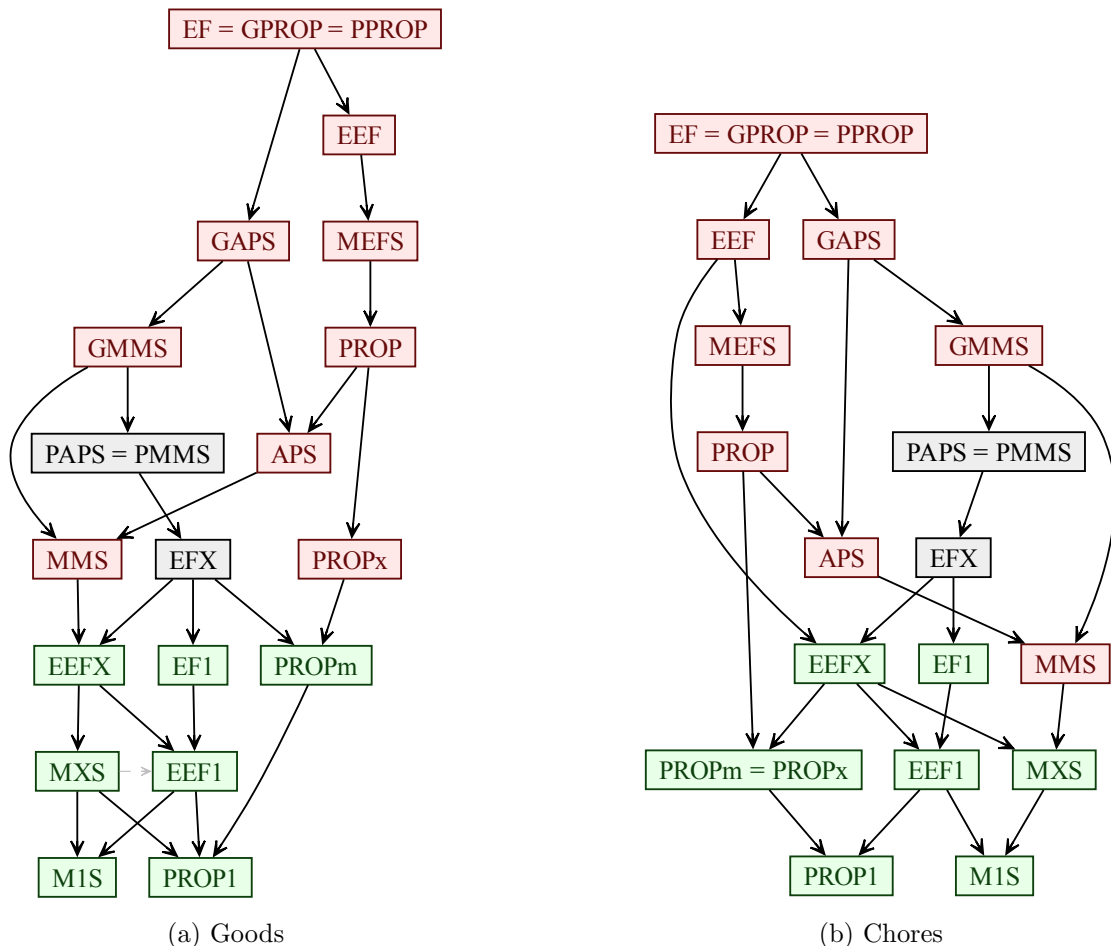 EF = GPROP = PPROP
EEF
GAPS
MEFS
GMMS
PROP
PAPS = PMMS
APS
MMS
EFX
PROPx
EEFX
EF1
PROPm
MXS
EEF1
M1S
PROP1
(a) Goods
EF = GPROP = PPROP
EEF
GAPS
MEFS
GMMS
PROP
PAPS = PMMS
APS
EFX
EEFX
EF1
MMS
PROPm = PROPx
EEF1
MXS
PROP1
M1S
(b) Chores